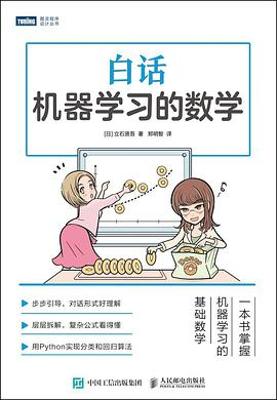 TURING
图灵程序
设计丛书
白话
机器学习的数学
[日]立石贤吾 著 郑明智 译
一本书掌握
机器学习的
基础数学
步步引导,对话形式好理解
层层拆解,复杂公式看得懂
用Python实现分类和回归算法
中国工信出版集团
人民邮电出版社